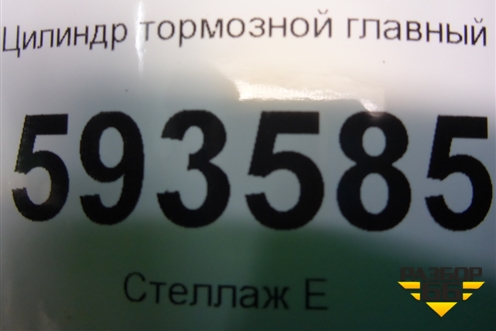 Цилиндр тормозной главный
593585
Стеллаж Е
РАЗБОР